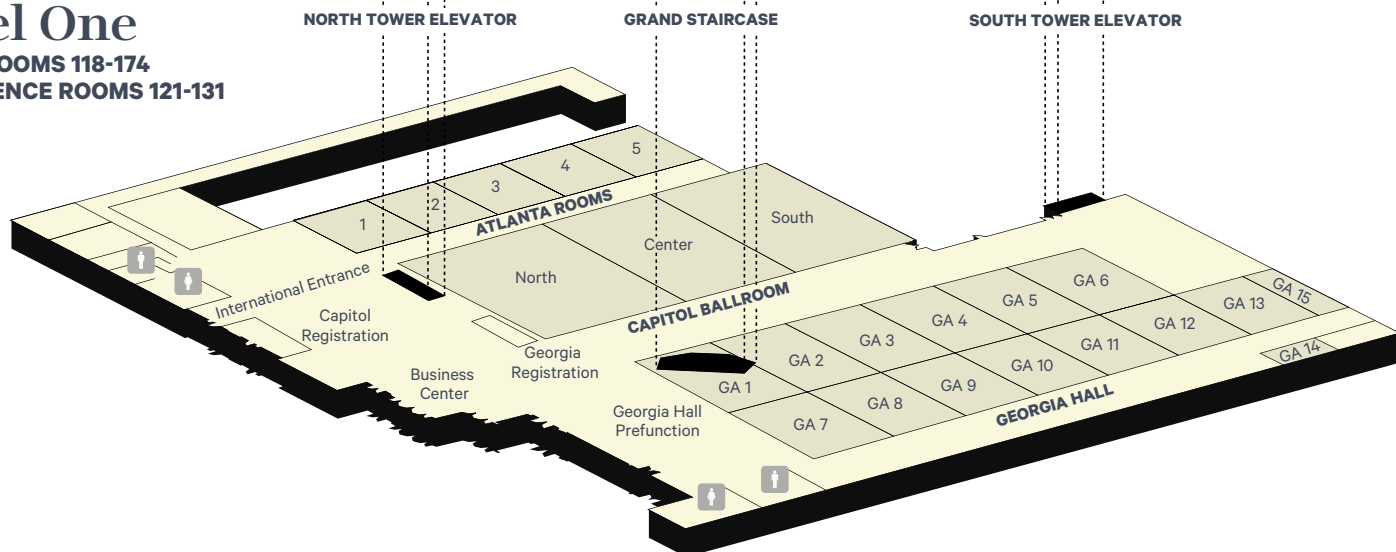 el One
OOMS 118-174
ENCE ROOMS 121-131
NORTH TOWER ELEVATOR
GRAND STAIRCASE
SOUTH TOWER ELEVATOR
1
2
3
4
5
ATLANTA ROOMS
North
Center
South
CAPITOL BALLROOM
International Entrance
Capitol
Registration
Georgia
Registration
Business
Center
Georgia Hall
Prefunction
GA 1
GA 2
GA 3
GA 4
GA 5
GA 6
GA 7
GA 8
GA 9
GA 10
GA 11
GA 12
GA 13
GA 15
GA 14
GEORGIA HALL